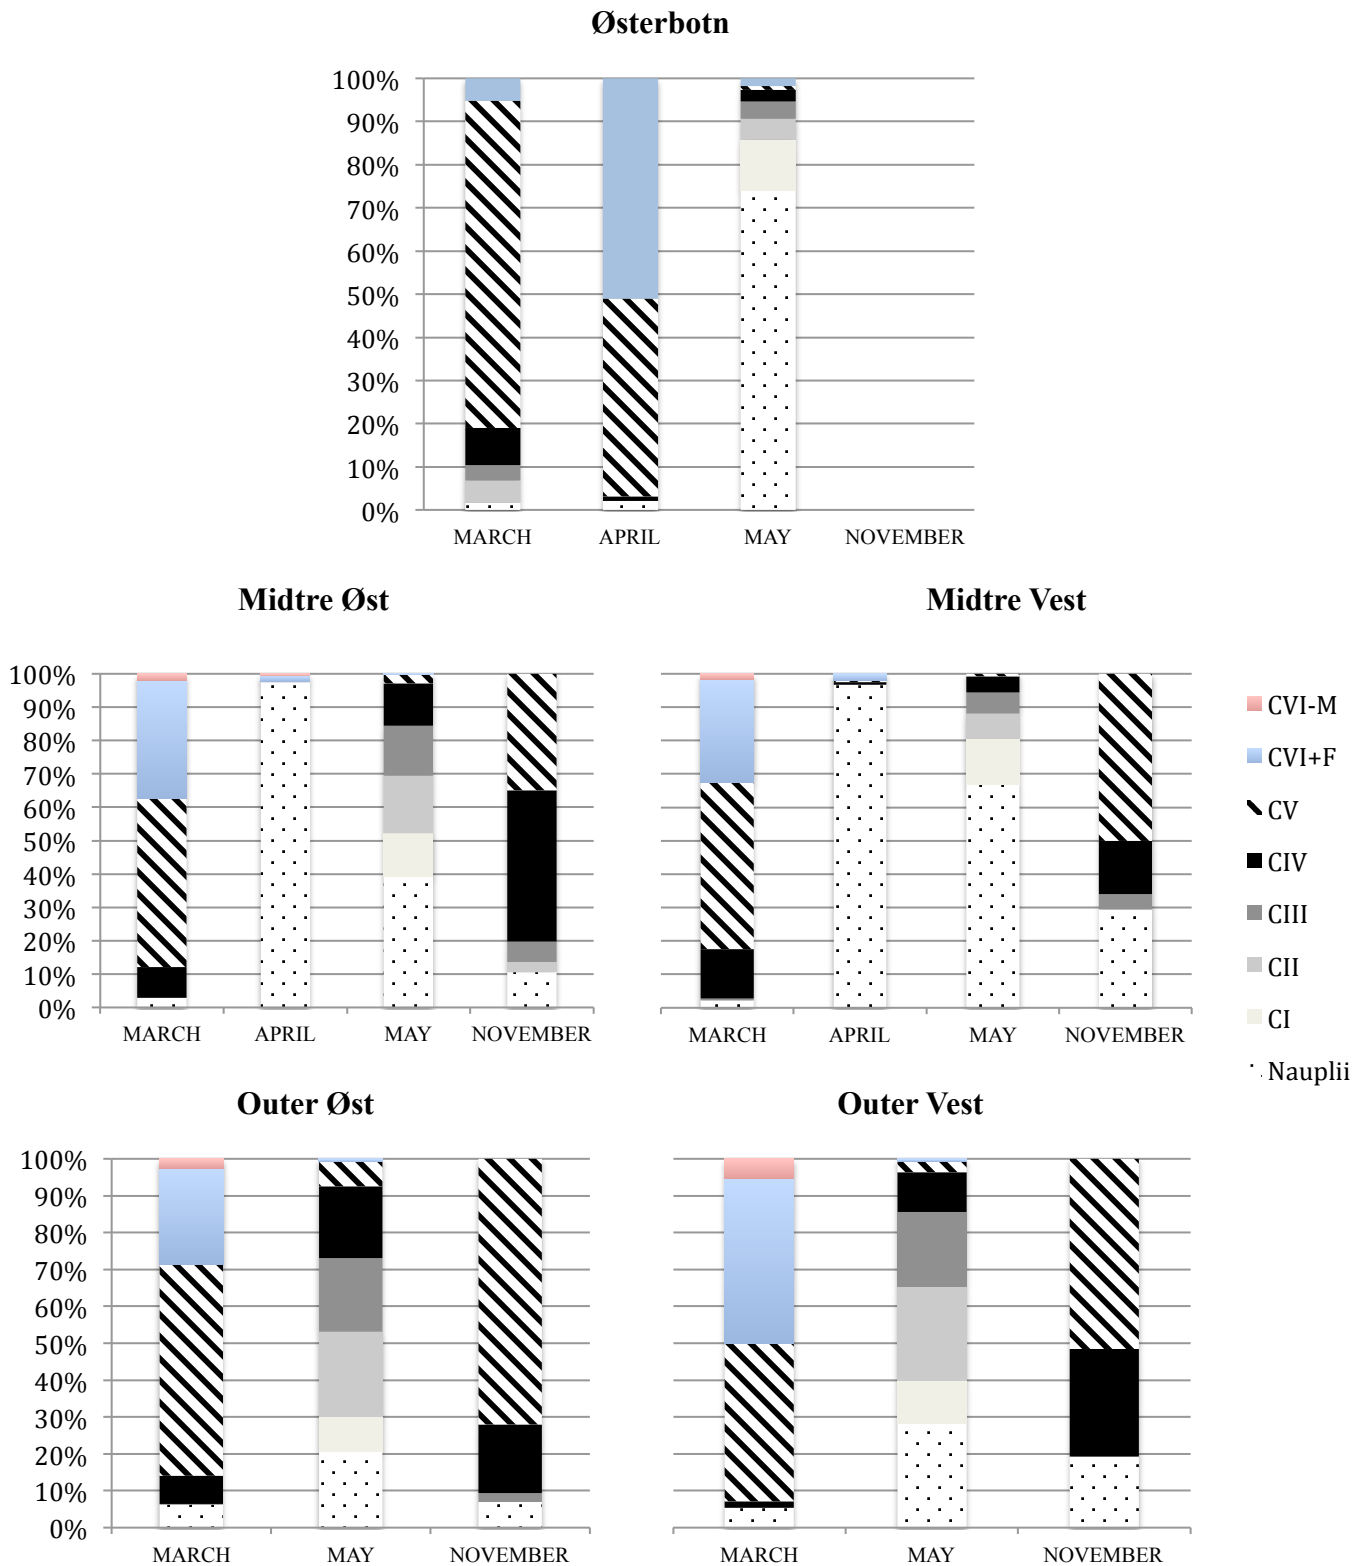 Østerbotn
100%
90%
80%
70%
60%
50%
40%
30%
20%
10%
0%
MARCH APRIL MAY NOVEMBER
Midtre Øst
100%
90%
80%
70%
60%
50%
40%
30%
20%
10%
0%
MARCH APRIL MAY NOVEMBER
Midtre Vest
MARCH APRIL MAY NOVEMBER
CVI-M
CVI+F
CV
CIV
CIII
CII
CI
Nauplii
Outer Øst
100%
90%
80%
70%
60%
50%
40%
30%
20%
10%
0%
MARCH MAY NOVEMBER
Outer Vest
100%
90%
80%
70%
60%
50%
40%
30%
20%
10%
0%
MARCH MAY NOVEMBER